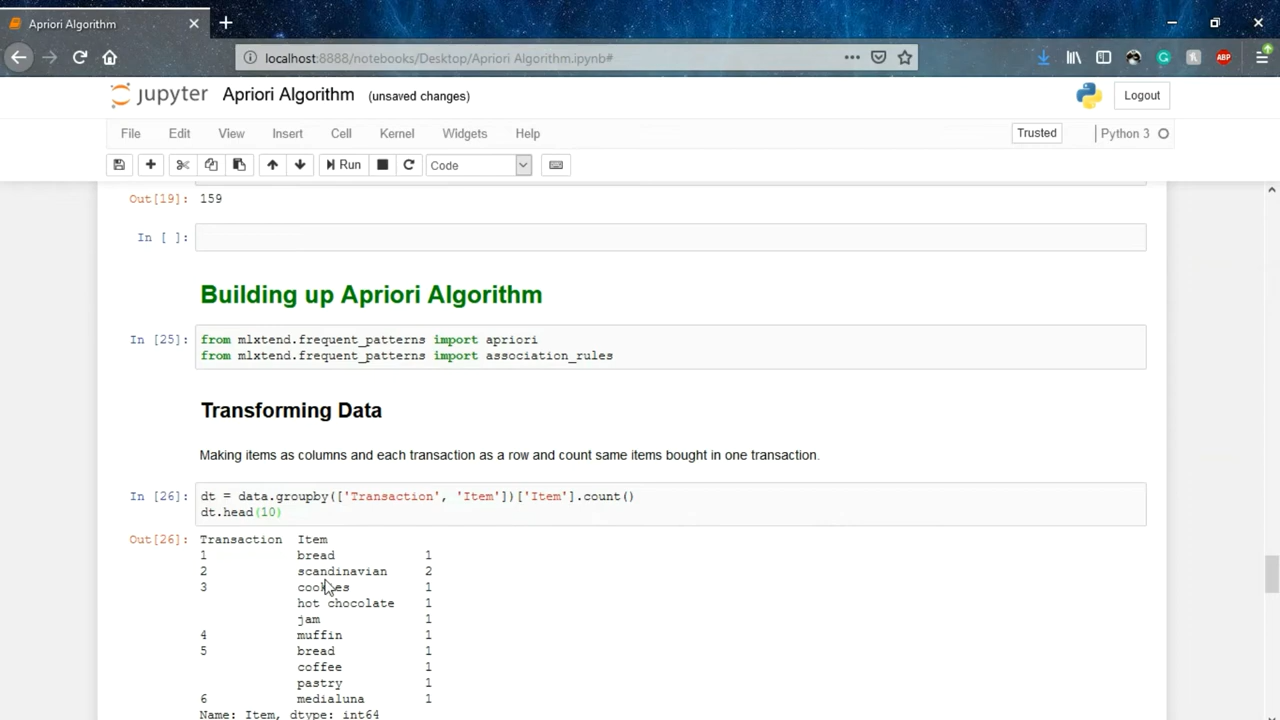 Apriori Algorithm
localhost:8888/notebooks/Desktop/Apriori Algorithm.ipynb#
ABP
jupyter Apriori Algorithm (unsaved changes) Logout
File Edit View Insert Cell Kernel Widgets Help Trusted Python 3
Run Code
Out[19]: 159
In [ ]:
Building up Apriori Algorithm
In [25]: from mlxtend.frequent_patterns import apriori
from mlxtend.frequent_patterns import association_rules
Transforming Data
Making items as columns and each transaction as a row and count same items bought in one transaction.
In [26]: dt = data.groupby(['Transaction', 'Item'])['Item'].count()
dt.head(10)
Out[26]: Transaction Item
1 bread 1
2 scandinavian 2
3 cookies 1
hot chocolate 1
jam 1
4 muffin 1
5 bread 1
coffee 1
pastry 1
6 medialuna 1
Name: Item, dtype: int64